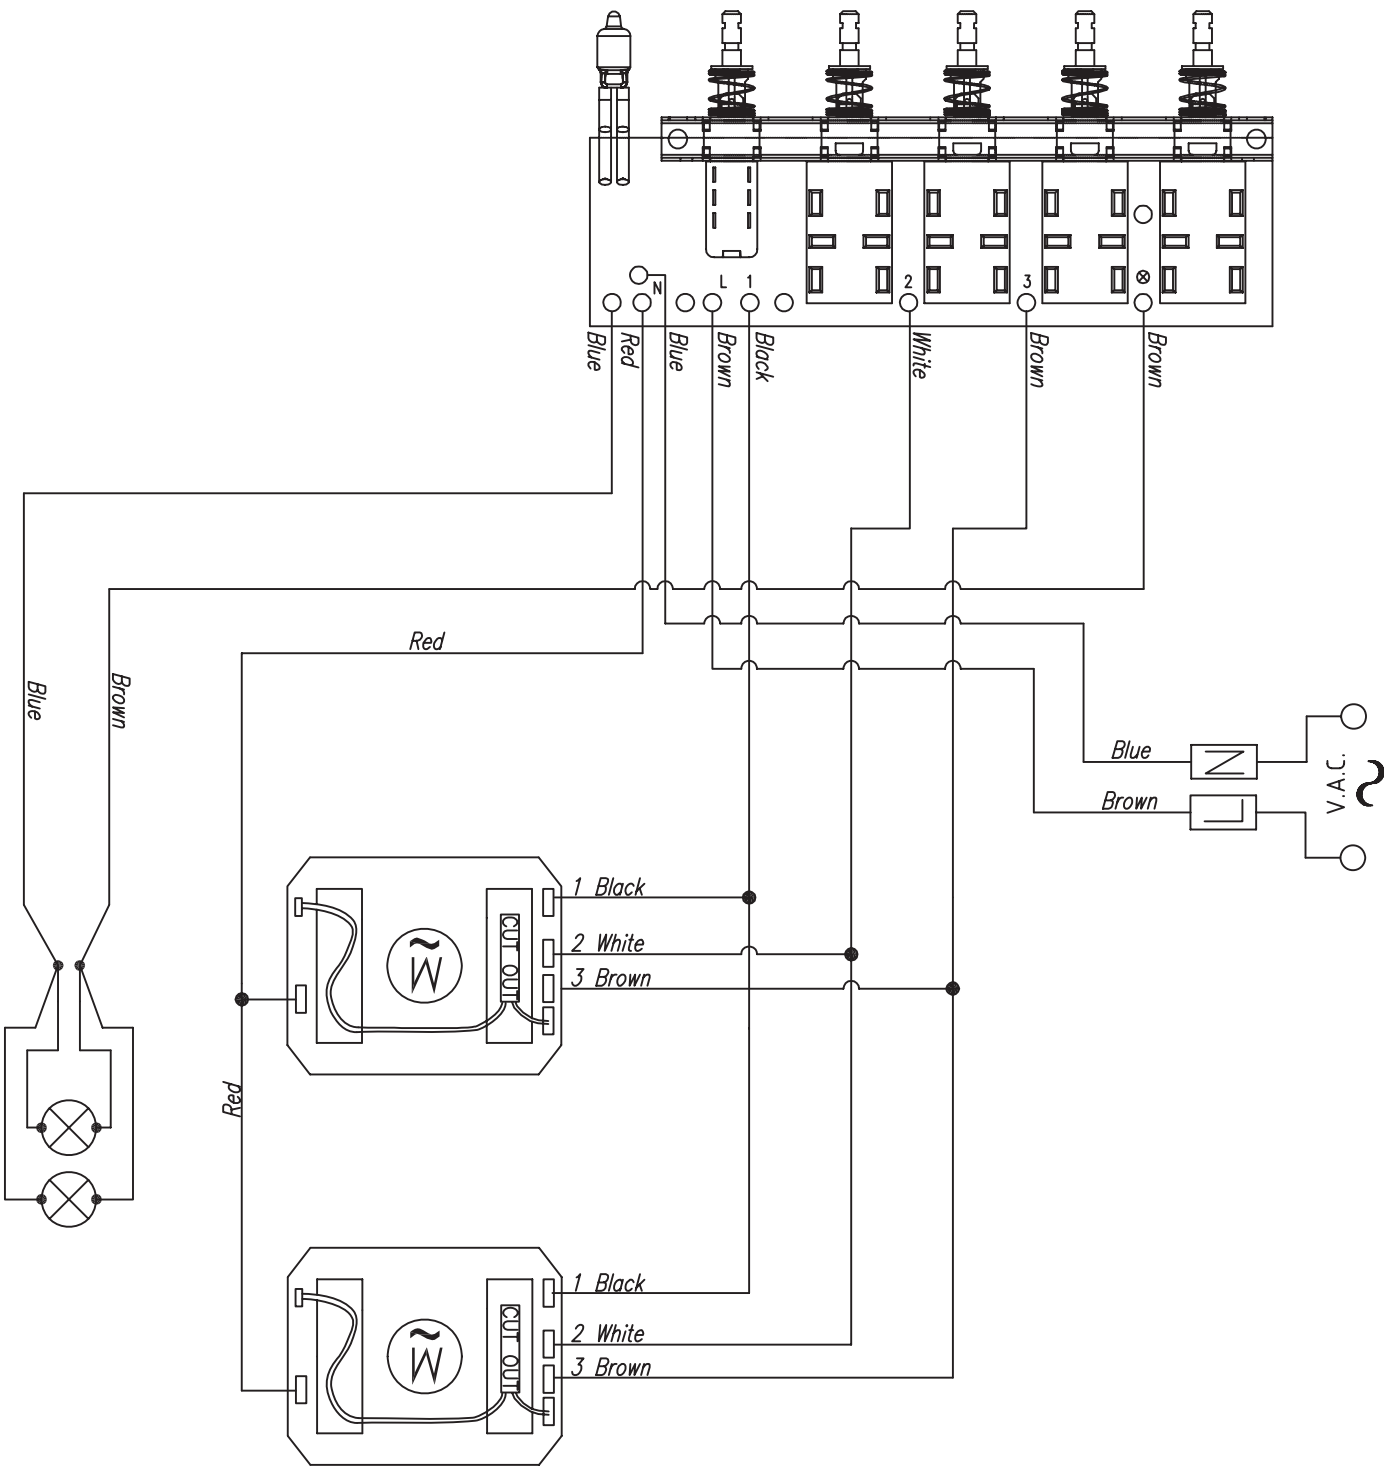 L 1 2 3
N
Blue Red Blue Brown Black White Brown Brown
Red
Blue Brown
Blue N
V.A.C. ~
Brown L
1 Black
CUT OUT
2 White
M ~
3 Brown
Red
1 Black
CUT OUT
2 White
M ~
3 Brown